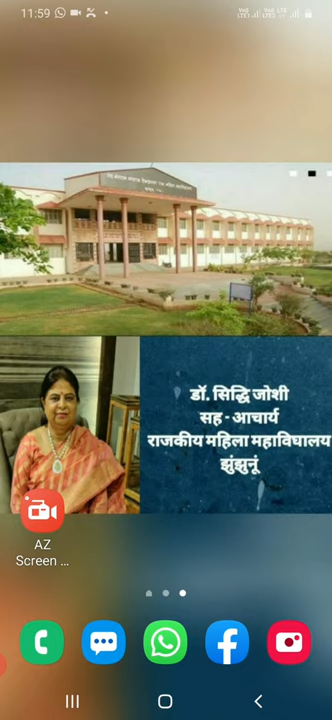 11:59
डॉ. सिद्धि जोशी
सह - आचार्य
राजकीय महिला महाविघालय
झुंझुनूं
AZ
Screen ...